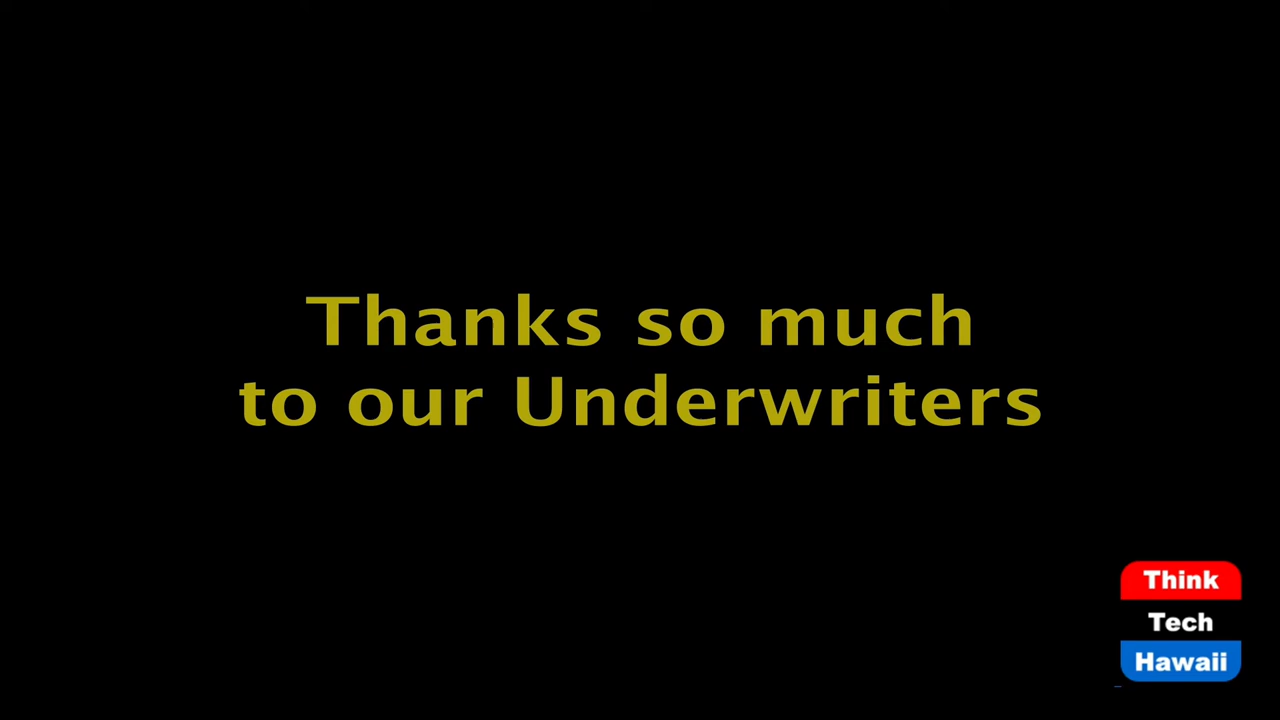 Thanks so much
to our Underwriters
Think
Tech
Hawaii